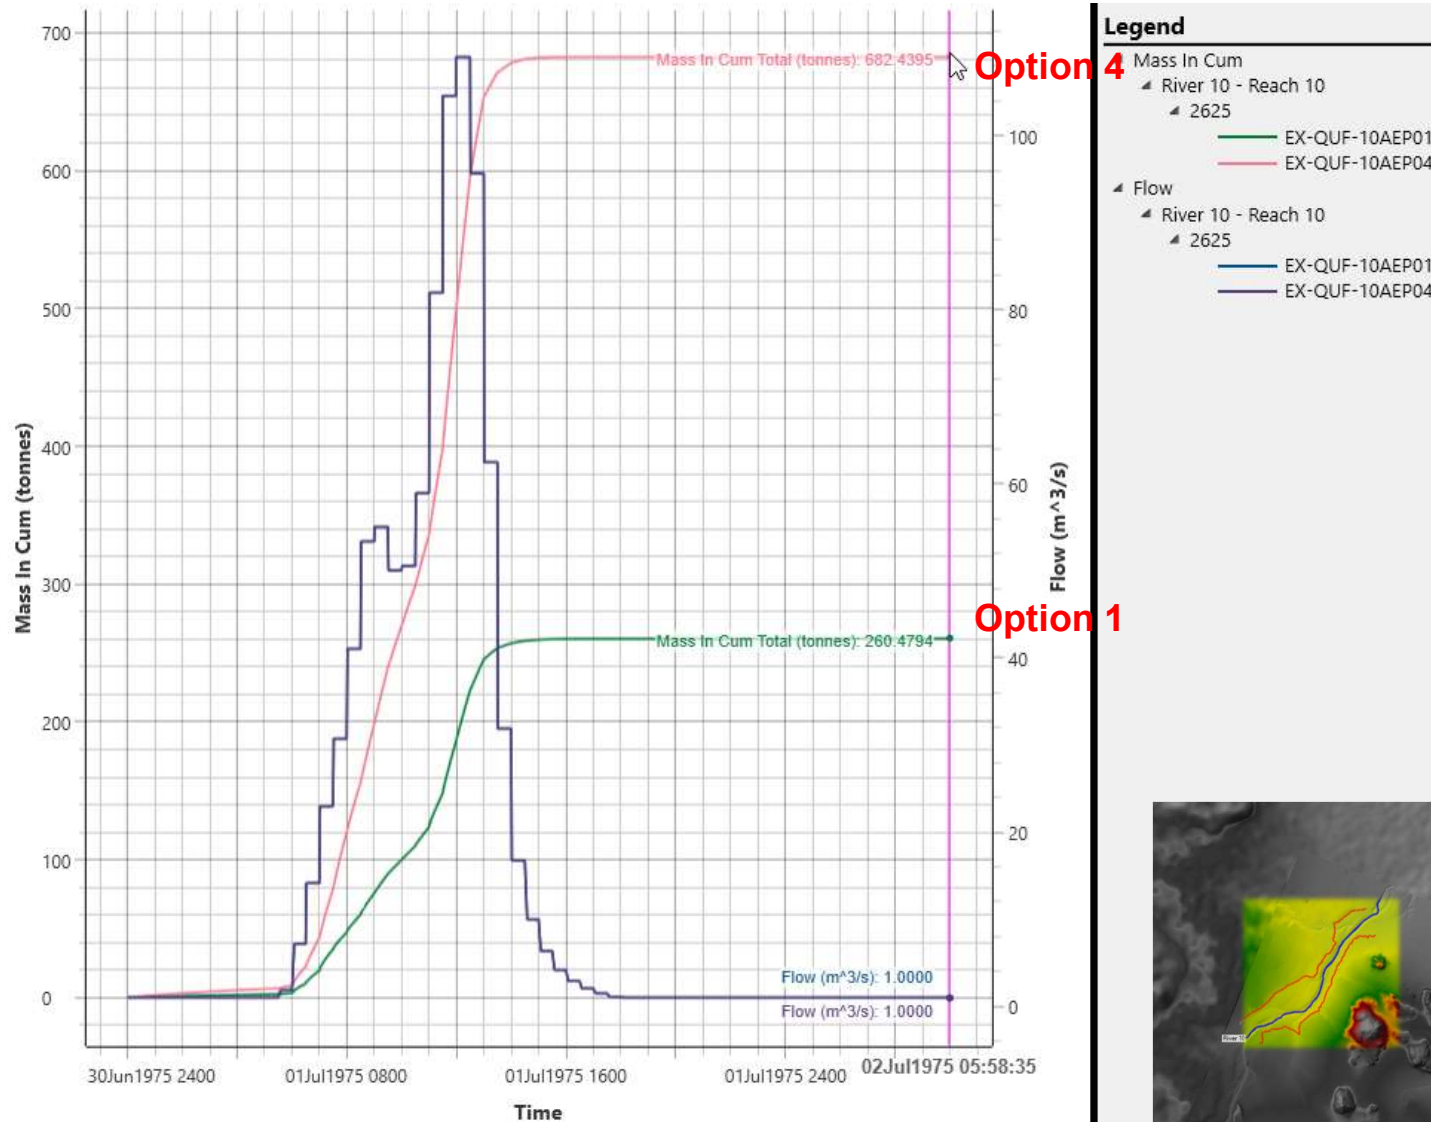 700
600
500
400
300
200
100
0
Mass In Cum (tonnes)
Mass In Cum Total (tonnes): 682.4395
Option 4
Mass In Cum Total (tonnes): 260.4794
Option 1
Flow (m^3/s): 1.0000
Flow (m^3/s): 1.0000
100
80
60
40
20
0
Flow (m^3/s)
30Jun1975 2400
01Jul1975 0800
01Jul1975 1600
01Jul1975 2400
02Jul1975 05:58:35
Time
Legend
Mass In Cum
River 10 - Reach 10
2625
EX-QUF-10AEP01
EX-QUF-10AEP04
Flow
River 10 - Reach 10
2625
EX-QUF-10AEP01
EX-QUF-10AEP04
River 10